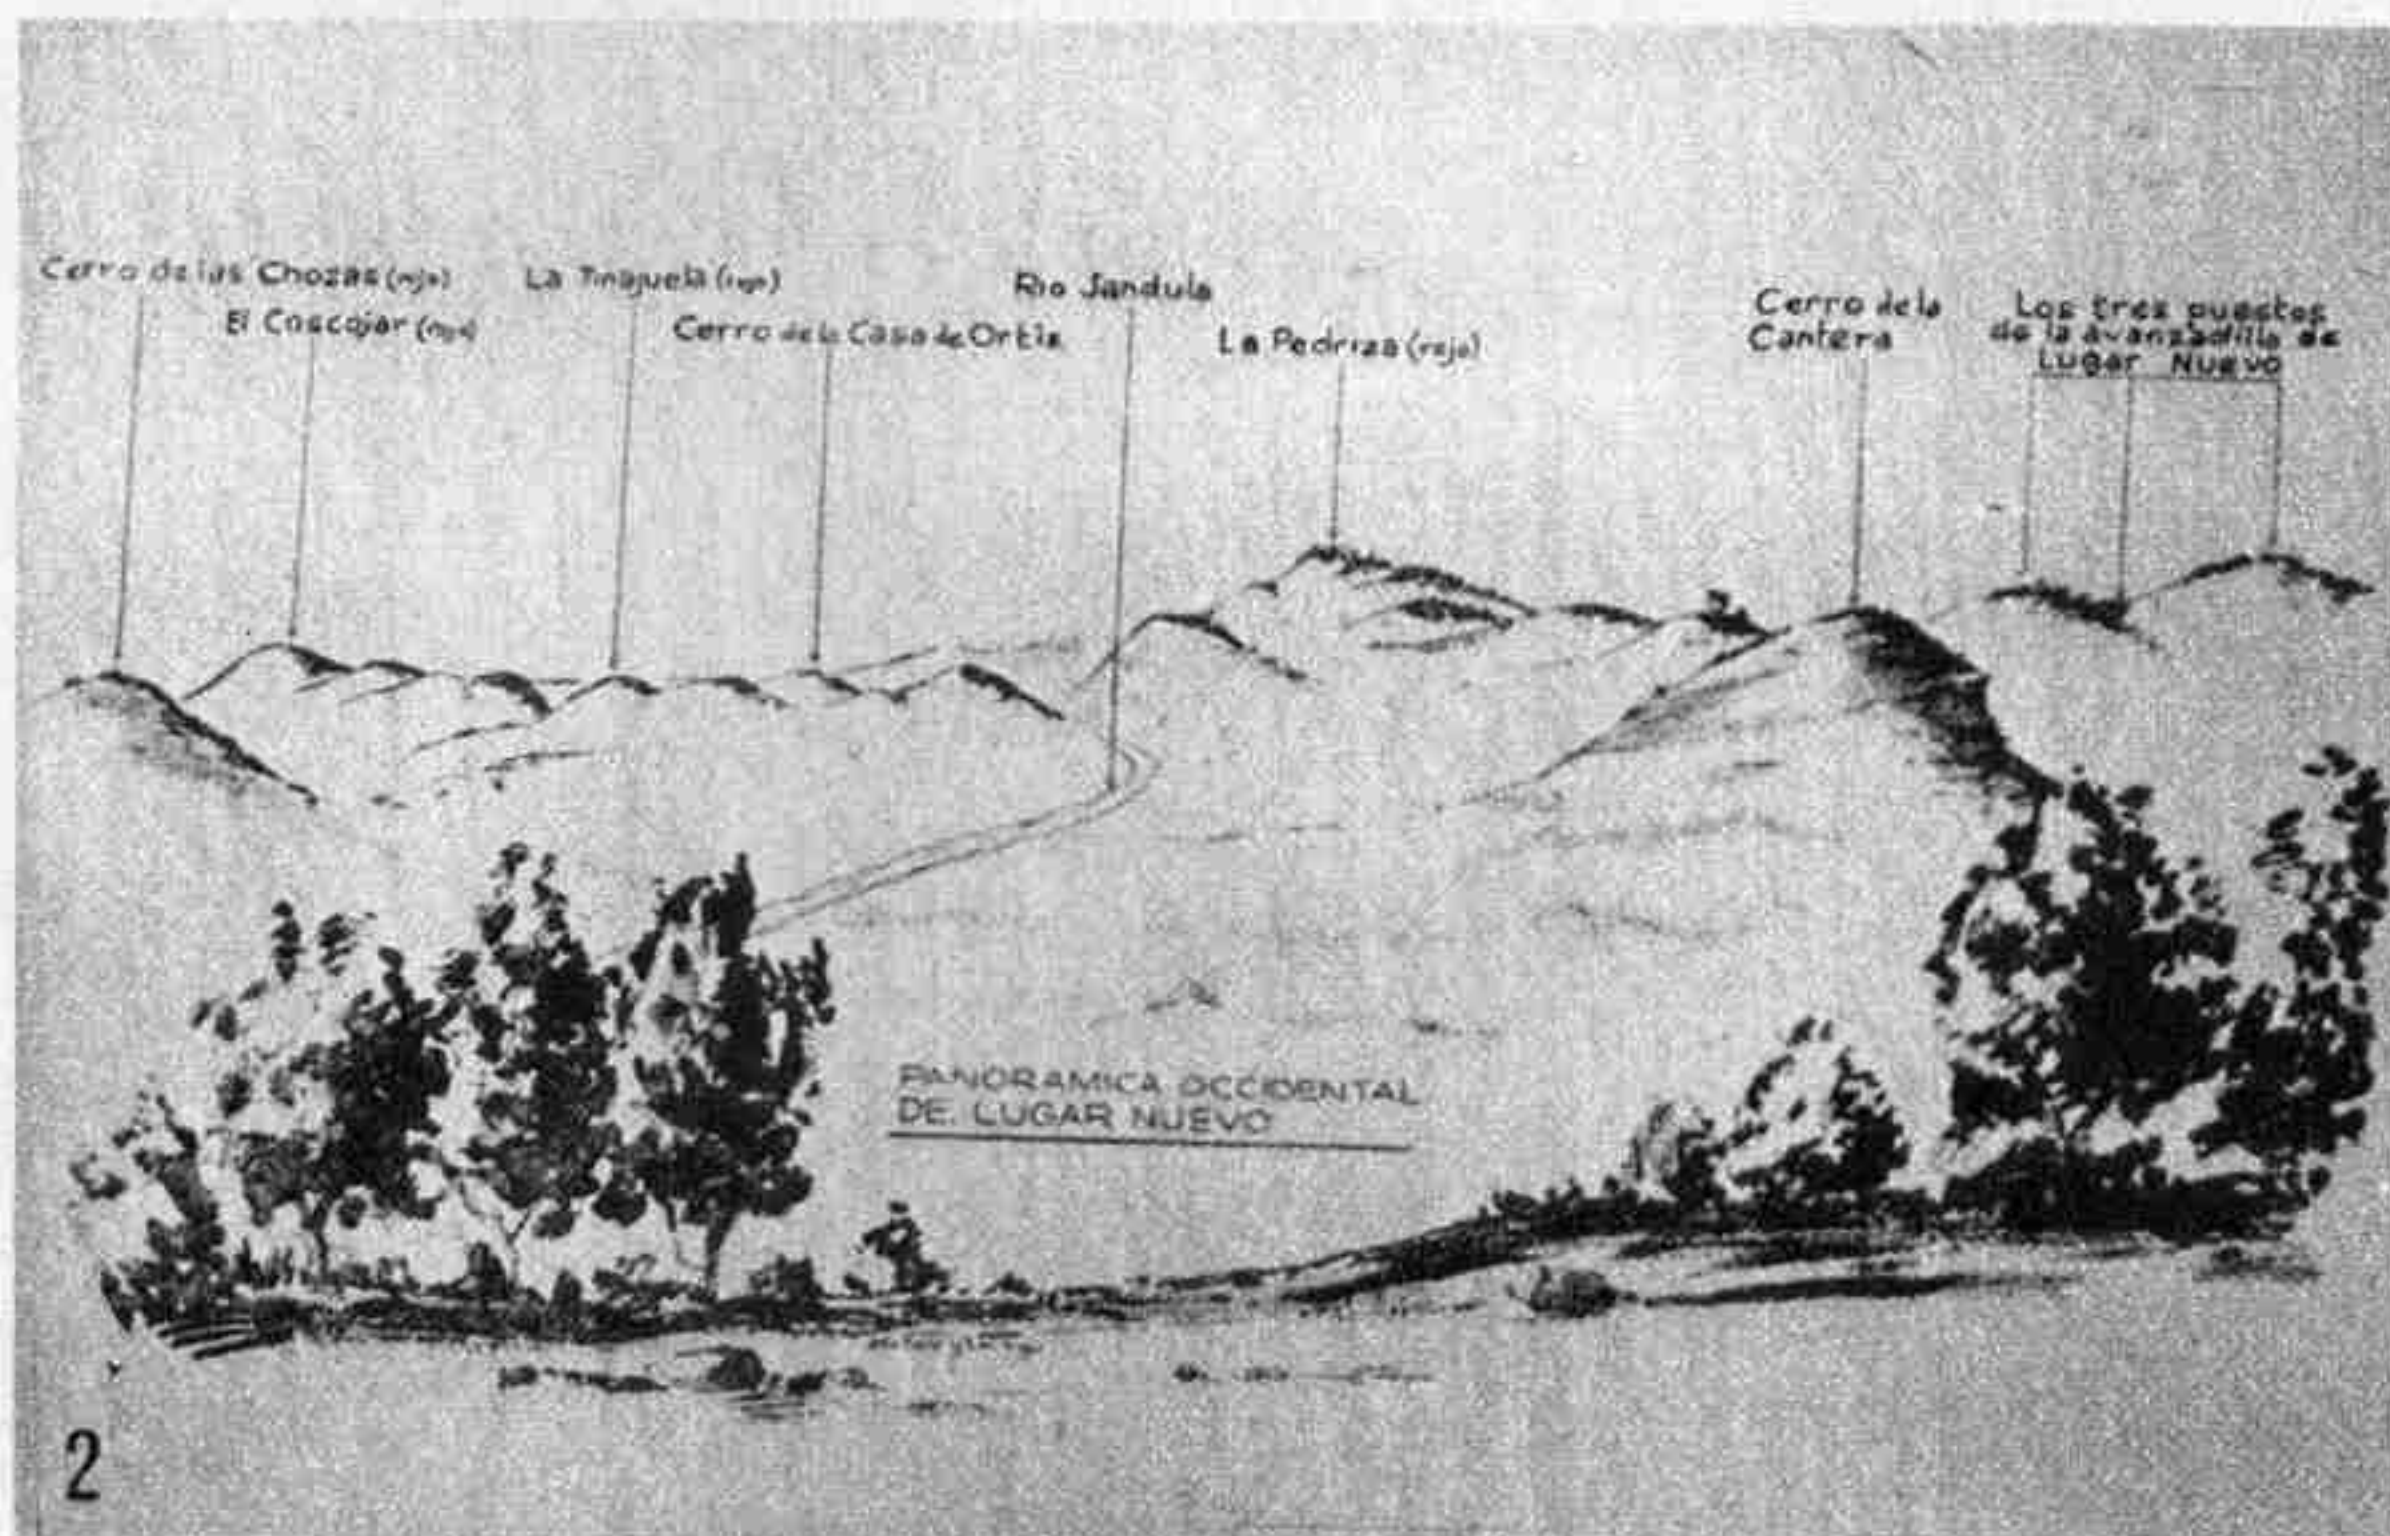 Cerro de las Chozas (rojo)
El Coscojar (rojo)
La Tinajuela (rojo)
Cerro de la Casa de Ortiz
Rio Jandula
La Pedriza (rojo)
Cerro de la
Cantera
Los tres puestos
de la avanzadilla de
Lugar Nuevo
PANORAMICA OCCIDENTAL
DE LUGAR NUEVO
2